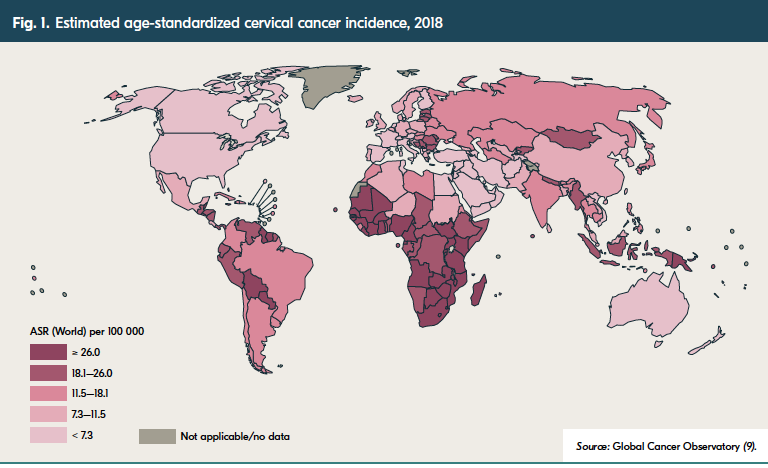 Fig. 1. Estimated age-standardized cervical cancer incidence, 2018
ASR (World) per 100 000
≥ 26.0
18.1–26.0
11.5–18.1
7.3–11.5
< 7.3
Not applicable/no data
Source: Global Cancer Observatory (9).